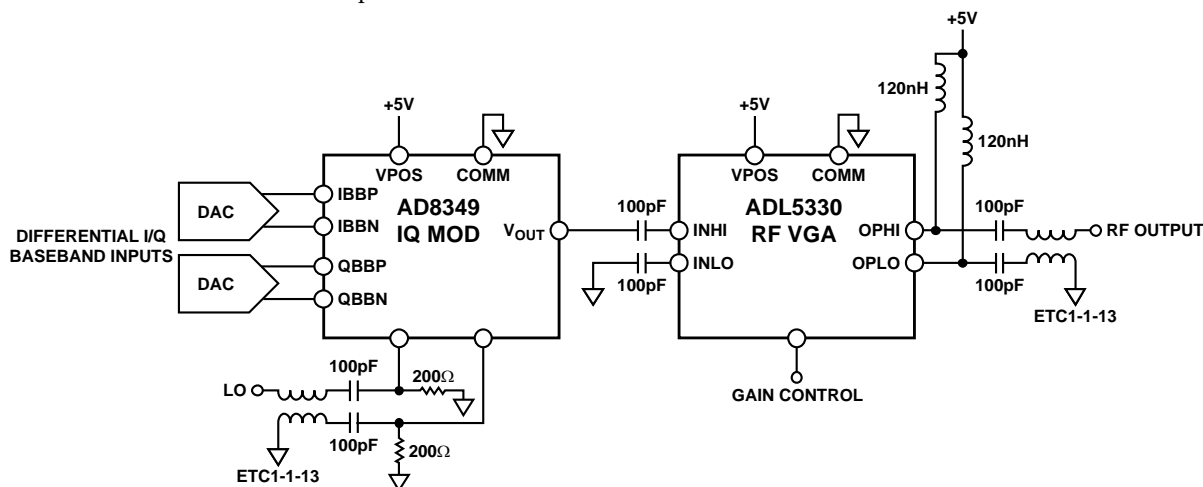 +5V
120nH
+5V
+5V
120nH
VPOS
COMM
VPOS
COMM
DAC
IBBP
IBBN
AD8349
IQ MOD
VOUT
100pF
INHI
ADL5330
RF VGA
OPHI
100pF
RF OUTPUT
DIFFERENTIAL I/Q
BASEBAND INPUTS
DAC
QBBP
QBBN
INLO
100pF
OPLO
100pF
ETC1-1-13
LO
100pF
200Ω
GAIN CONTROL
100pF
200Ω
ETC1-1-13